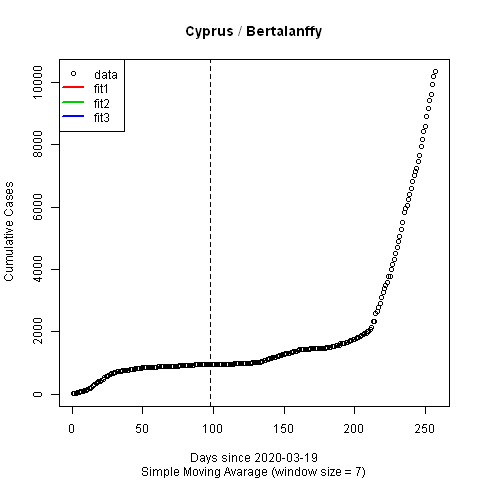 Cyprus / Bertalanffy
data
fit1
fit2
fit3
Cumulative Cases
0
2000
4000
6000
8000
10000
0 50 100 150 200 250
Days since 2020-03-19
Simple Moving Avarage (window size = 7)